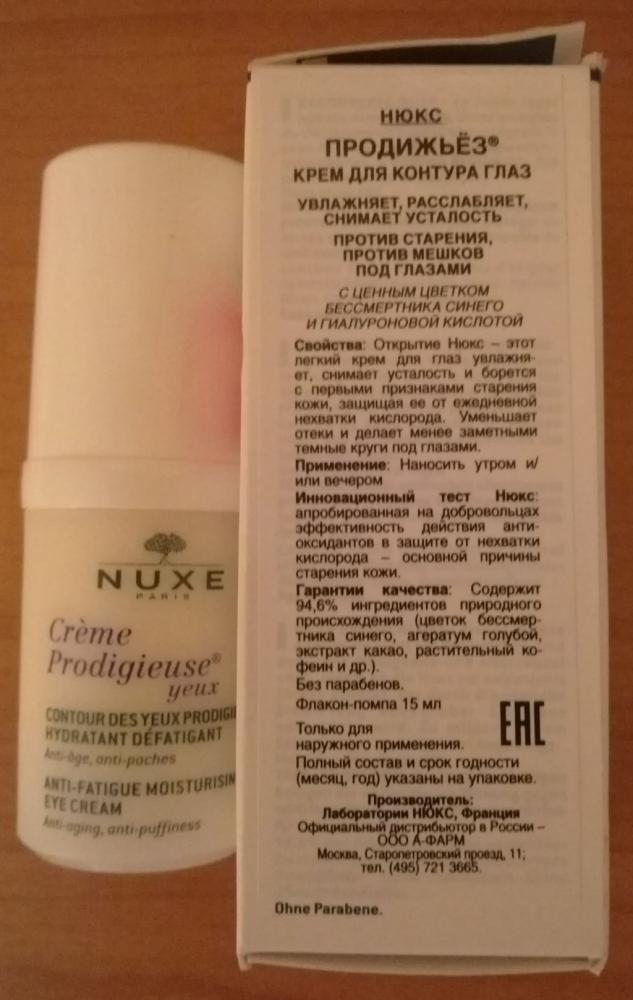 НЮКС
ПРОДИЖЬЁЗ®
КРЕМ ДЛЯ КОНТУРА ГЛАЗ
УВЛАЖНЯЕТ, РАССЛАБЛЯЕТ,
СНИМАЕТ УСТАЛОСТЬ
ПРОТИВ СТАРЕНИЯ,
ПРОТИВ МЕШКОВ
ПОД ГЛАЗАМИ
С ЦЕННЫМ ЦВЕТКОМ
БЕССМЕРТНИКА СИНЕГО
И ГИАЛУРОНОВОЙ КИСЛОТОЙ
Свойства: Открытие Нюкс – этот
легкий крем для глаз увлажня-
ет, снимает усталость и борется
с первыми признаками старения
кожи, защищая ее от ежедневной
нехватки кислорода. Уменьшает
отеки и делает менее заметными
темные круги под глазами.
Применение: Наносить утром и/
или вечером
Инновационный тест Нюкс:
апробированная на добровольцах
эффективность действия анти-
оксидантов в защите от нехватки
кислорода – основной причины
старения кожи.
Гарантии качества: Содержит
94,6% ингредиентов природного
происхождения (цветок бессмер-
тника синего, агератум голубой,
экстракт какао, растительный ко-
феин и др.).
Без парабенов.
Флакон-помпа 15 мл
EAC
Только для
наружного применения.
Полный состав и срок годности
(месяц, год) указаны на упаковке.
Производитель:
Лаборатории НЮКС, Франция
Официальный дистрибьютор в России –
ООО А-ФАРМ
Москва, Старопетровский проезд, 11;
тел. (495) 721 3665.
Ohne Parabene.
NUXE
PARIS
Crème
Prodigieuse®
yeux
CONTOUR DES YEUX PRODIGI
HYDRATANT DÉFATIGANT
Anti-âge, anti-poches
ANTI-FATIGUE MOISTURISIN
EYE CREAM
Anti-aging, anti-puffiness